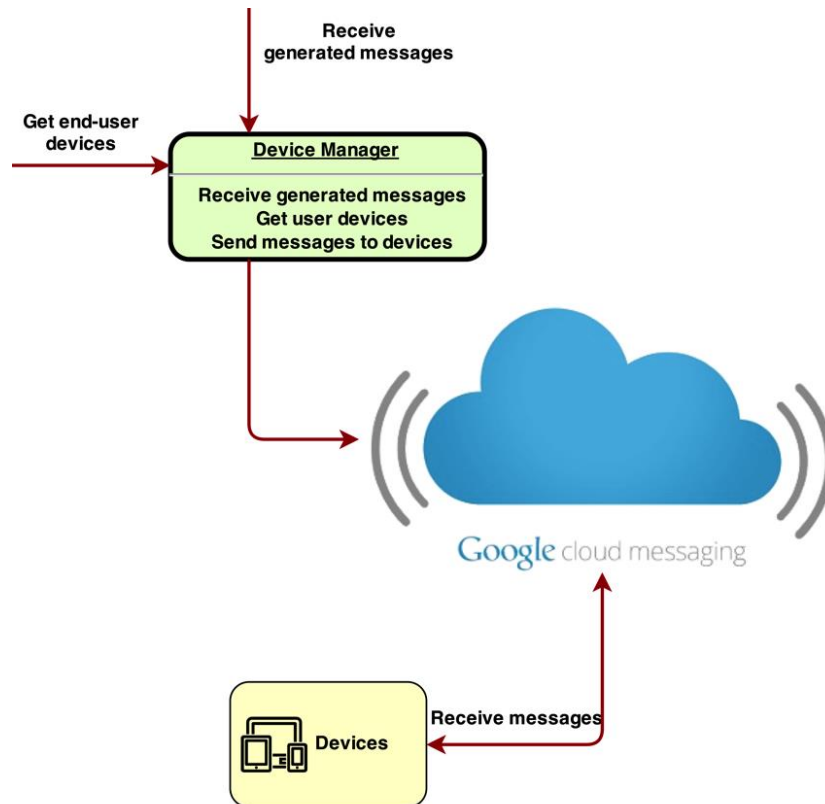 Receive
generated messages
Get end-user
devices
Device Manager
Receive generated messages
Get user devices
Send messages to devices
Google cloud messaging
Receive messages
Devices